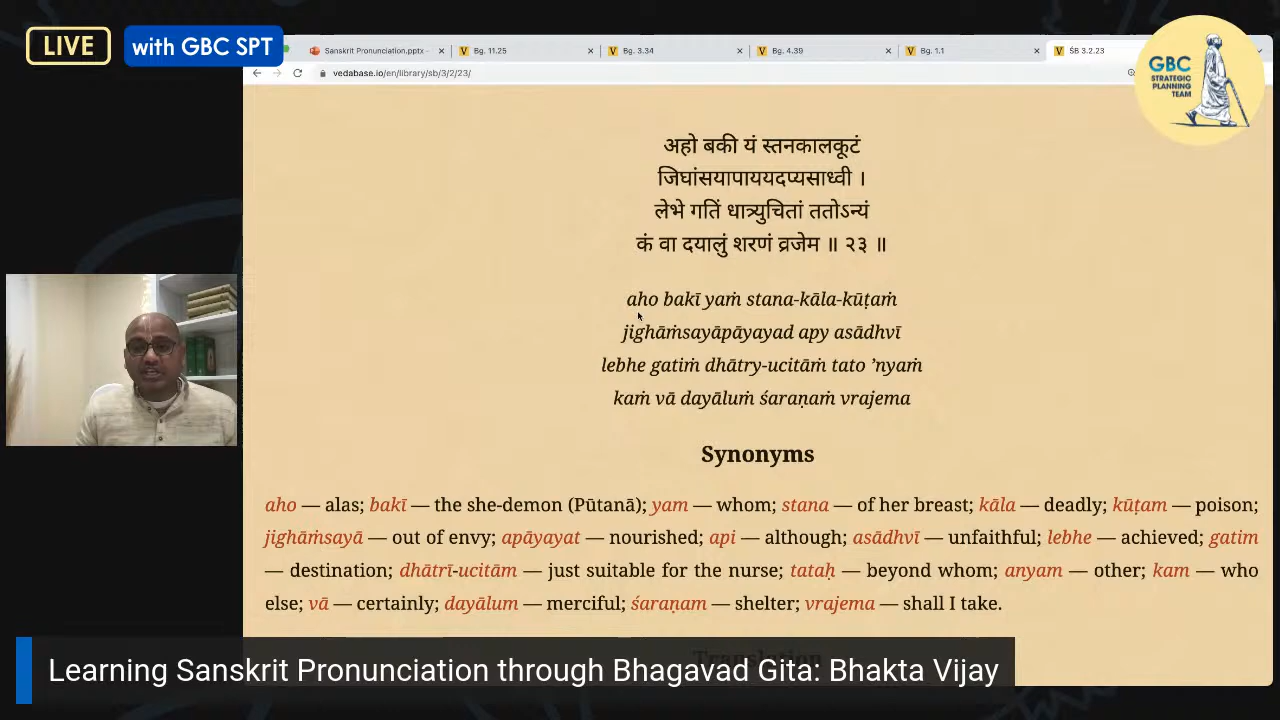 LIVE
with GBC SPT
Sanskrit Pronunciation.pptx -
Bg. 11.25
Bg. 3.34
Bg. 4.39
Bg. 1.1
ŚB 3.2.23
vedabase.io/en/library/sb/3/2/23/
GBC
STRATEGIC
PLANNING
TEAM
अहो बकी यं स्तनकालकूटं
जिघांसयापाययदप्यसाध्वी ।
लेभे गतिं धात्र्युचितां ततोऽन्यं
कं वा दयालुं शरणं व्रजेम ॥ २३ ॥
aho bakī yaṁ stana-kāla-kūṭaṁ
jighāṁsayāpāyayad apy asādhvī
lebhe gatiṁ dhātry-ucitāṁ tato ’nyaṁ
kaṁ vā dayāluṁ śaraṇaṁ vrajema
Synonyms
aho — alas; bakī — the she-demon (Pūtanā); yam — whom; stana — of her breast; kāla — deadly; kūṭam — poison;
jighāṁsayā — out of envy; apāyayat — nourished; api — although; asādhvī — unfaithful; lebhe — achieved; gatim
— destination; dhātrī-ucitām — just suitable for the nurse; tataḥ — beyond whom; anyam — other; kam — who
else; vā — certainly; dayālum — merciful; śaraṇam — shelter; vrajema — shall I take.
Translation
Learning Sanskrit Pronunciation through Bhagavad Gita: Bhakta Vijay